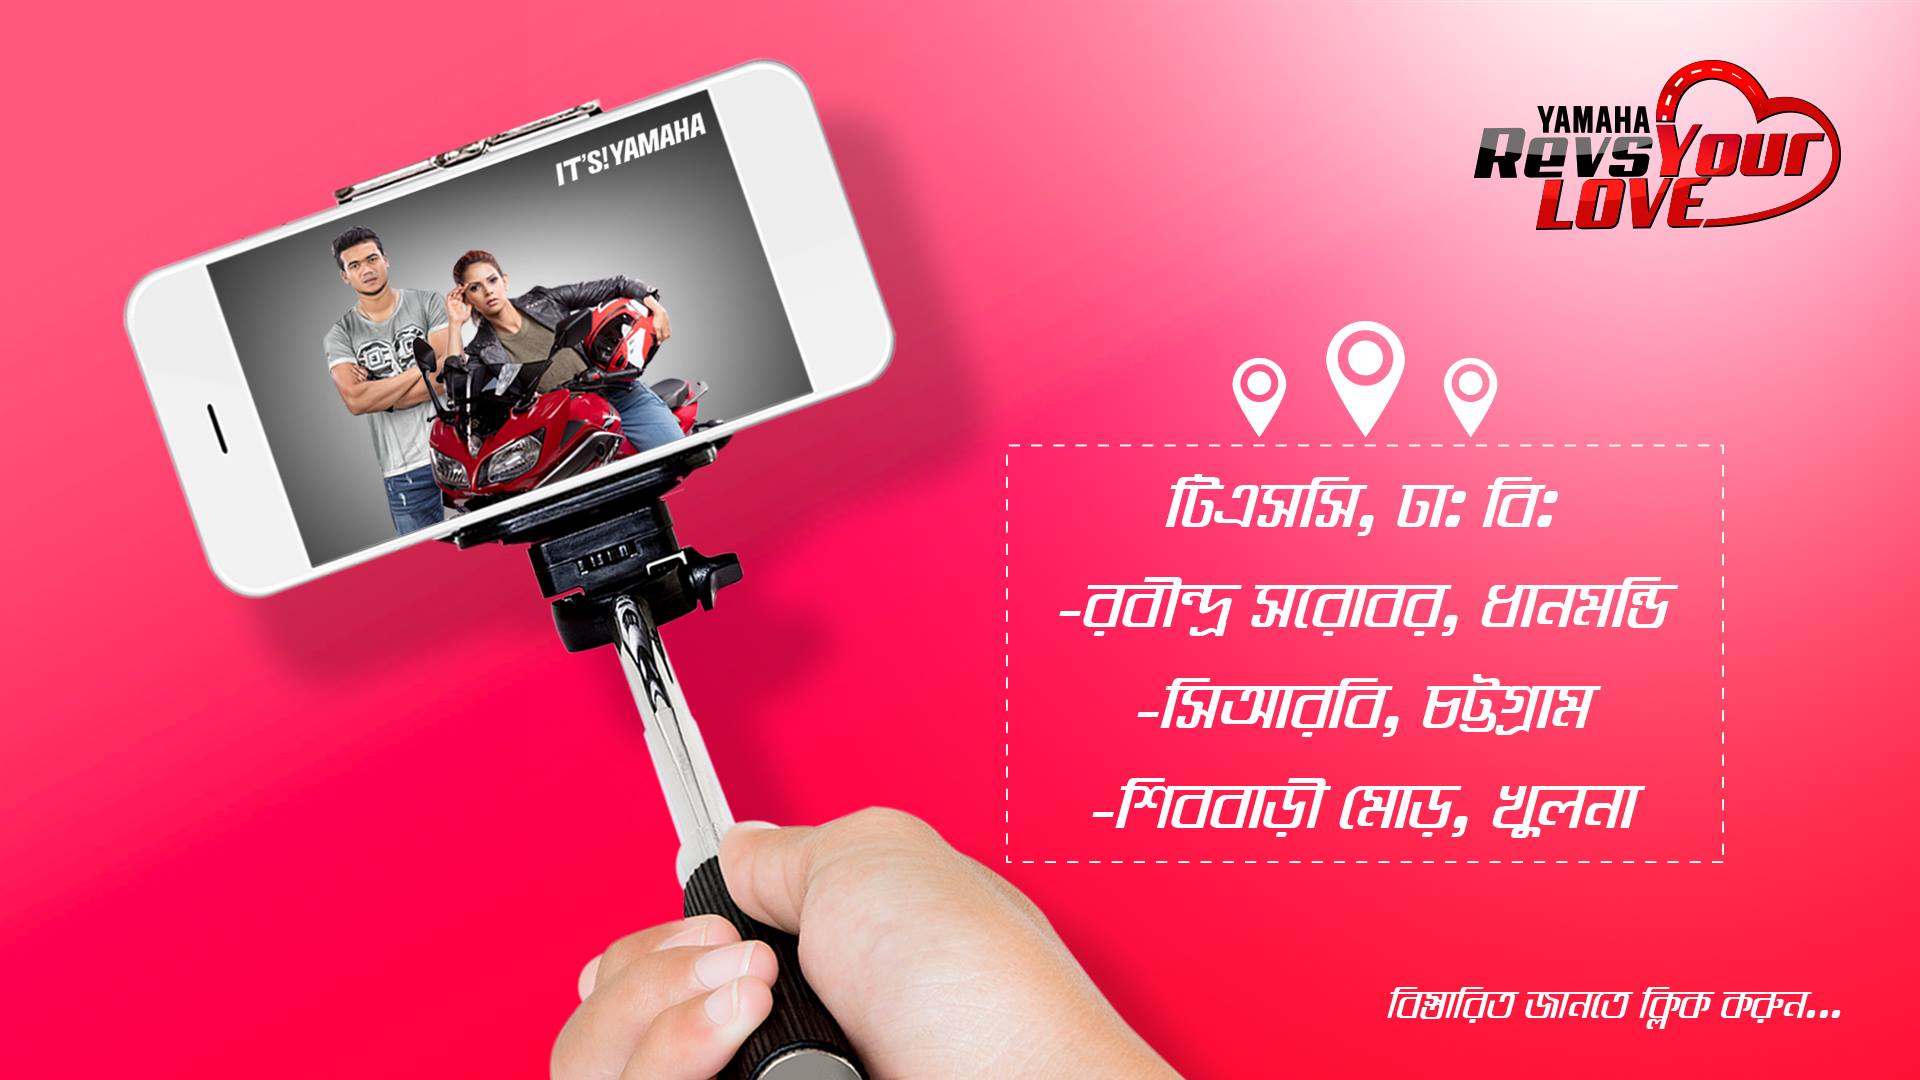 IT'S! YAMAHA
YAMAHA
Revs Your
LOVE
টিএসসি, ঢা: বি:
-রবীন্দ্র সরোবর, ধানমন্ডি
-সিআরবি, চট্টগ্রাম
-শিববাড়ী মোড়, খুলনা
বিস্তারিত জানতে ক্লিক করুন...